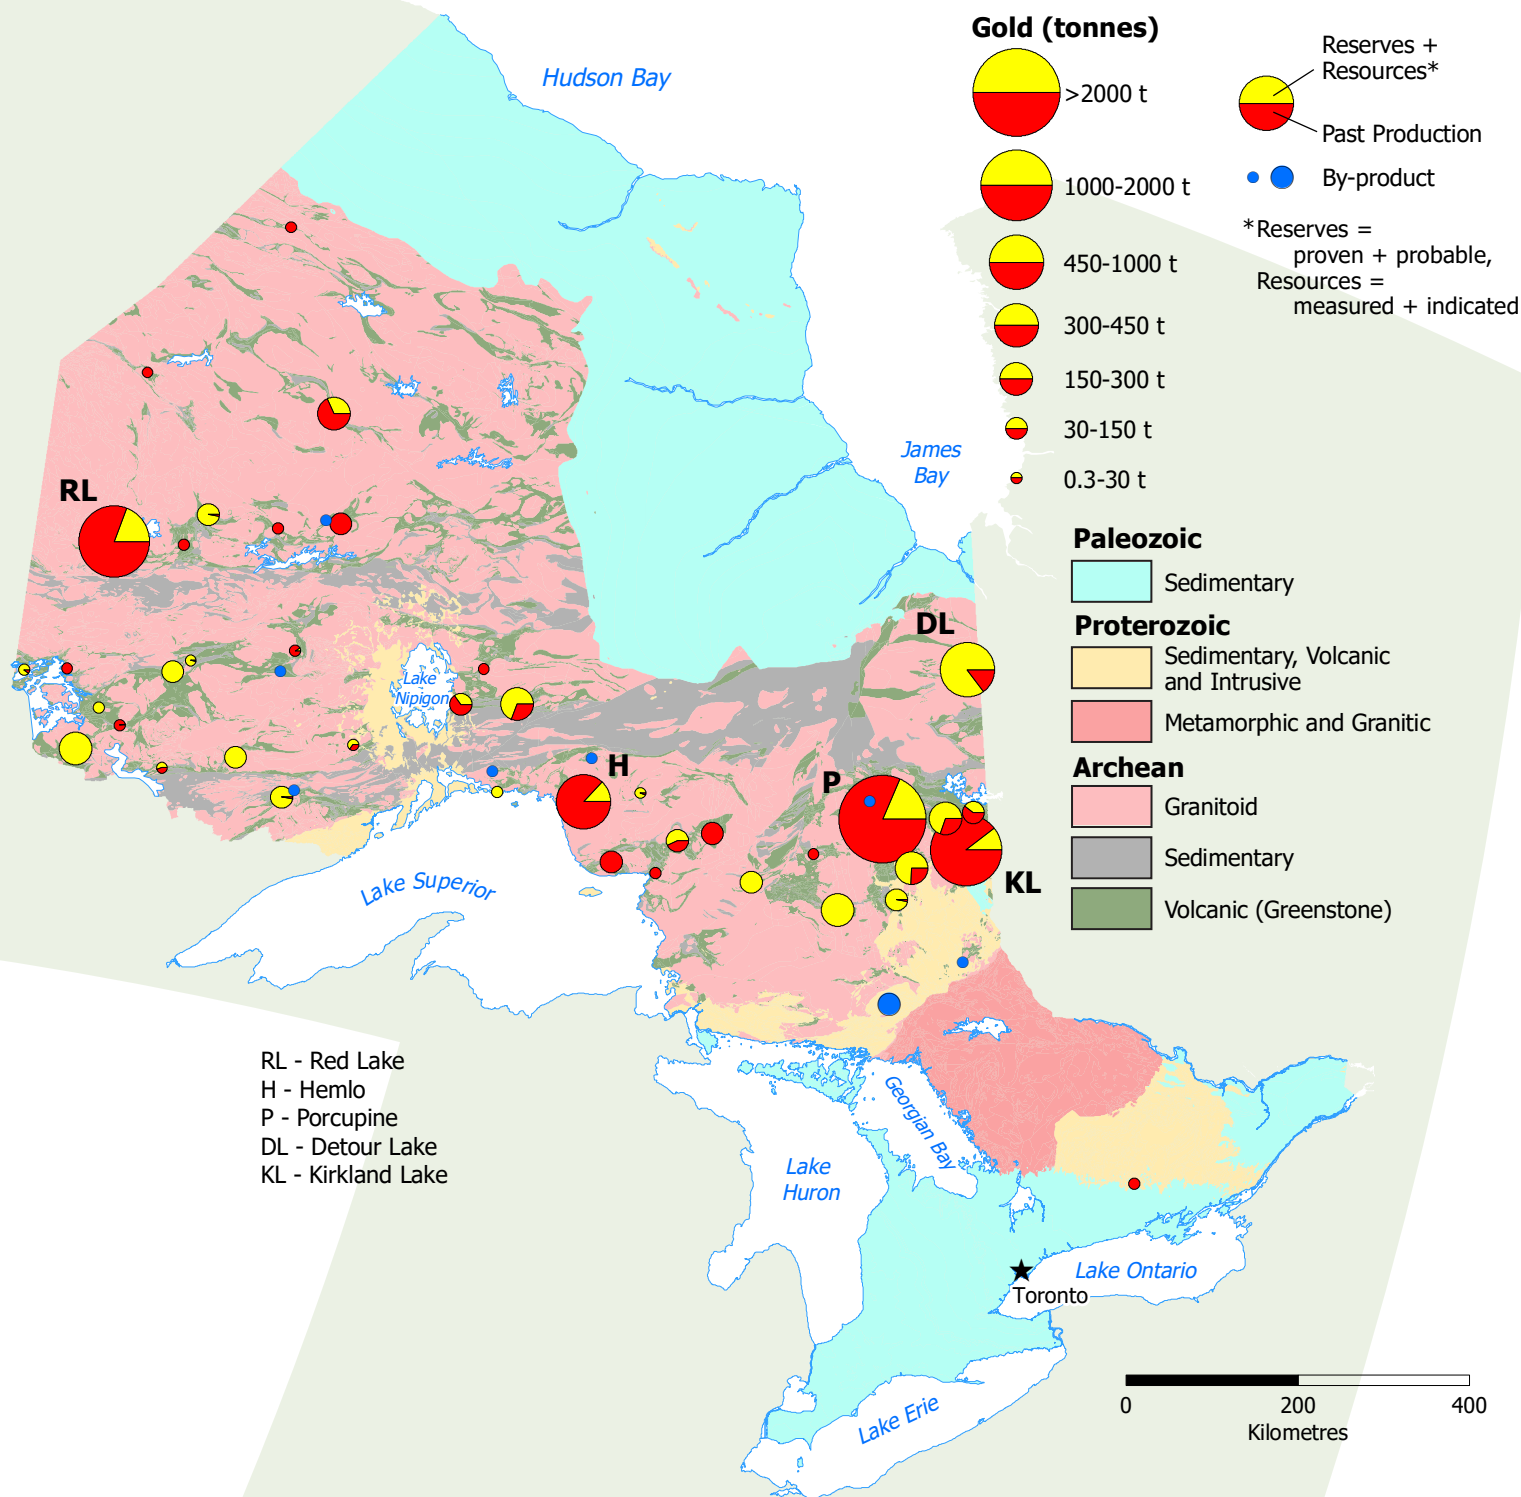 Gold (tonnes)
>2000 t
1000-2000 t
450-1000 t
300-450 t
150-300 t
30-150 t
0.3-30 t
Reserves +
Resources*
Past Production
By-product
*Reserves =
proven + probable,
Resources =
measured + indicated
Hudson Bay
James
Bay
RL
DL
H
P
KL
Lake
Nipigon
Lake Superior
Paleozoic
Sedimentary
Proterozoic
Sedimentary, Volcanic
and Intrusive
Metamorphic and Granitic
Archean
Granitoid
Sedimentary
Volcanic (Greenstone)
RL - Red Lake
H - Hemlo
P - Porcupine
DL - Detour Lake
KL - Kirkland Lake
Georgian Bay
Lake
Huron
Lake Ontario
Toronto
Lake Erie
0 200 400
Kilometres